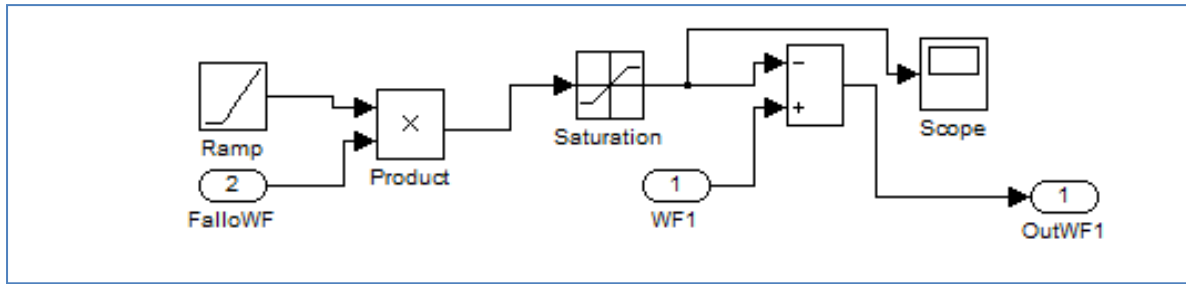 Ramp
2
FalloWF
×
Product
Saturation
−
+
Scope
1
WF1
1
OutWF1